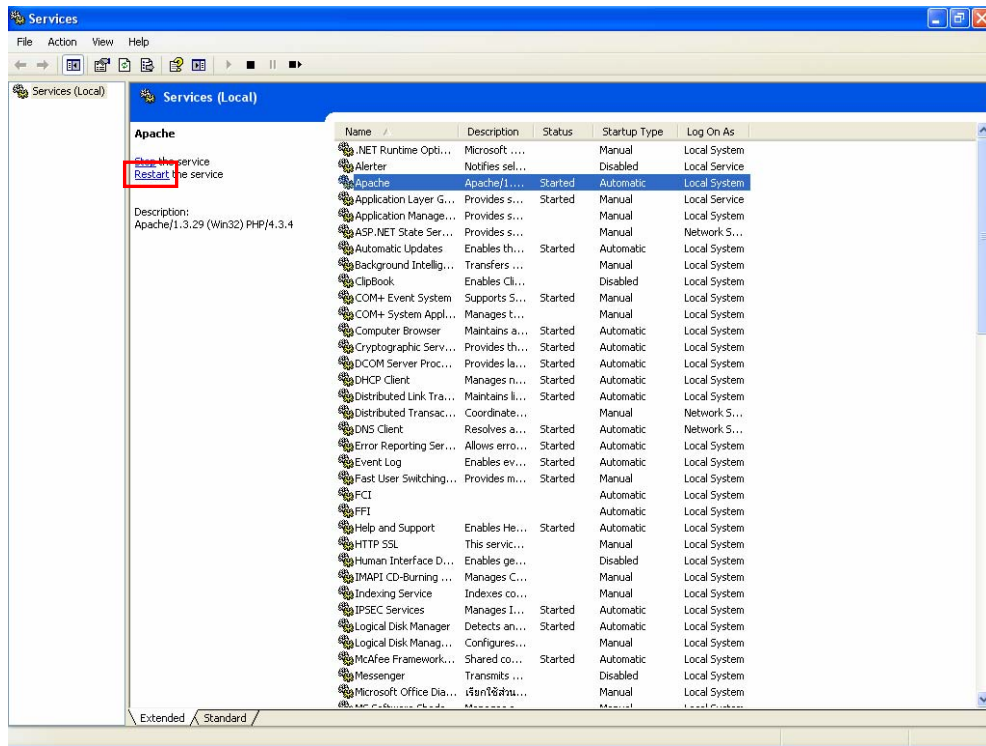 Services
File Action View Help
Services (Local)
Services (Local)
Apache
Stop the service
Restart the service
Description:
Apache/1.3.29 (Win32) PHP/4.3.4
Name Description Status Startup Type Log On As
.NET Runtime Opti... Microsoft .... Manual Local System
Alerter Notifies sel... Disabled Local Service
Apache Apache/1.... Started Automatic Local System
Application Layer G... Provides s... Started Manual Local Service
Application Manage... Provides s... Manual Local System
ASP.NET State Ser... Provides s... Manual Network S...
Automatic Updates Enables th... Started Automatic Local System
Background Intellig... Transfers ... Manual Local System
ClipBook Enables Cli... Disabled Local System
COM+ Event System Supports S... Started Manual Local System
COM+ System Appl... Manages t... Manual Local System
Computer Browser Maintains a... Started Automatic Local System
Cryptographic Serv... Provides th... Started Automatic Local System
DCOM Server Proc... Provides la... Started Automatic Local System
DHCP Client Manages n... Started Automatic Local System
Distributed Link Tra... Maintains li... Started Automatic Local System
Distributed Transac... Coordinate... Manual Network S...
DNS Client Resolves a... Started Automatic Network S...
Error Reporting Ser... Allows erro... Started Automatic Local System
Event Log Enables ev... Started Automatic Local System
Fast User Switching... Provides m... Started Manual Local System
FCI Automatic Local System
FFI Automatic Local System
Help and Support Enables He... Started Automatic Local System
HTTP SSL This servic... Manual Local System
Human Interface D... Enables ge... Disabled Local System
IMAPI CD-Burning ... Manages C... Manual Local System
Indexing Service Indexes co... Manual Local System
IPSEC Services Manages I... Started Automatic Local System
Logical Disk Manager Detects an... Started Automatic Local System
Logical Disk Manag... Configures... Manual Local System
McAfee Framework... Shared co... Started Automatic Local System
Messenger Transmits ... Disabled Local System
Microsoft Office Dia... เรียกใช้ส่วน... Manual Local System
Extended Standard